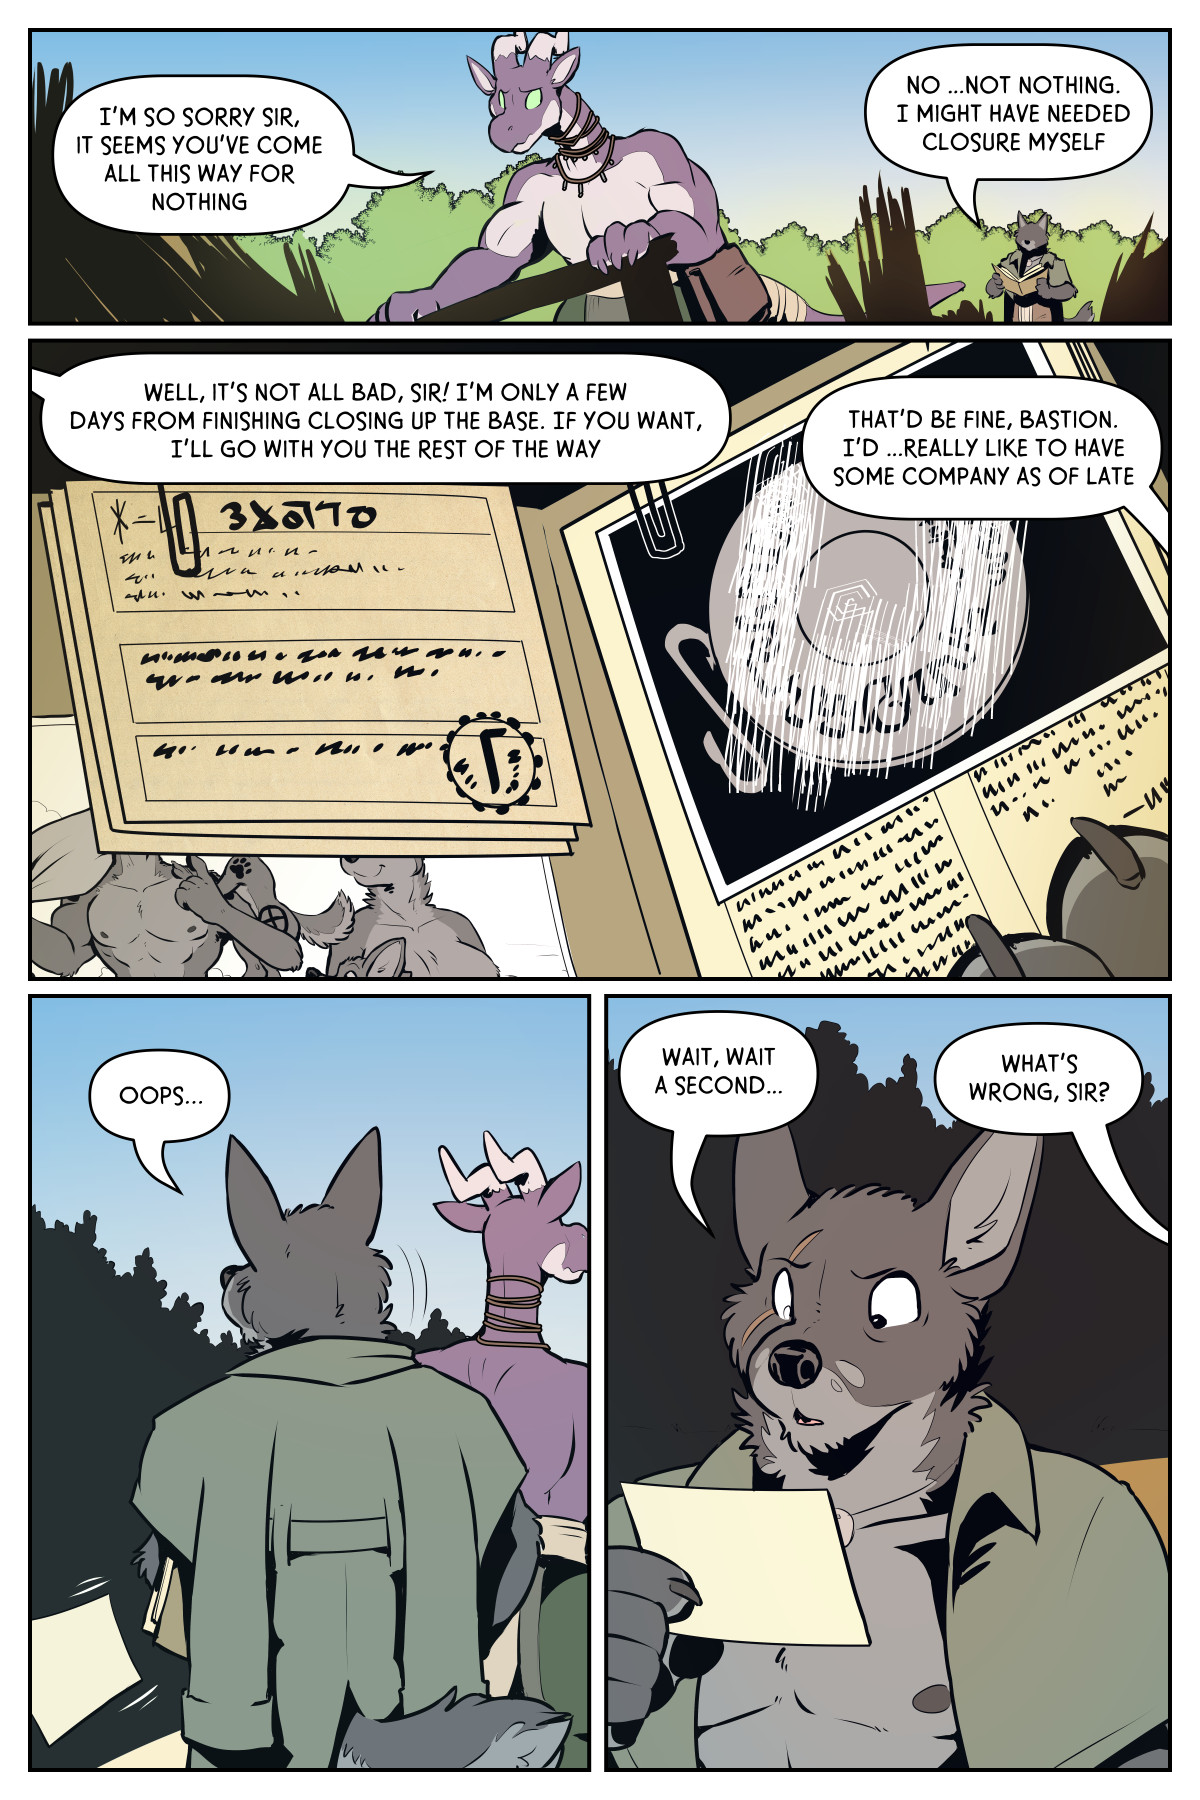 I'M SO SORRY SIR,
IT SEEMS YOU'VE COME
ALL THIS WAY FOR
NOTHING
NO ...NOT NOTHING.
I MIGHT HAVE NEEDED
CLOSURE MYSELF
WELL, IT'S NOT ALL BAD, SIR! I'M ONLY A FEW
DAYS FROM FINISHING CLOSING UP THE BASE. IF YOU WANT,
I'LL GO WITH YOU THE REST OF THE WAY
THAT'D BE FINE, BASTION.
I'D ...REALLY LIKE TO HAVE
SOME COMPANY AS OF LATE
OOPS...
WAIT, WAIT
A SECOND...
WHAT'S
WRONG, SIR?